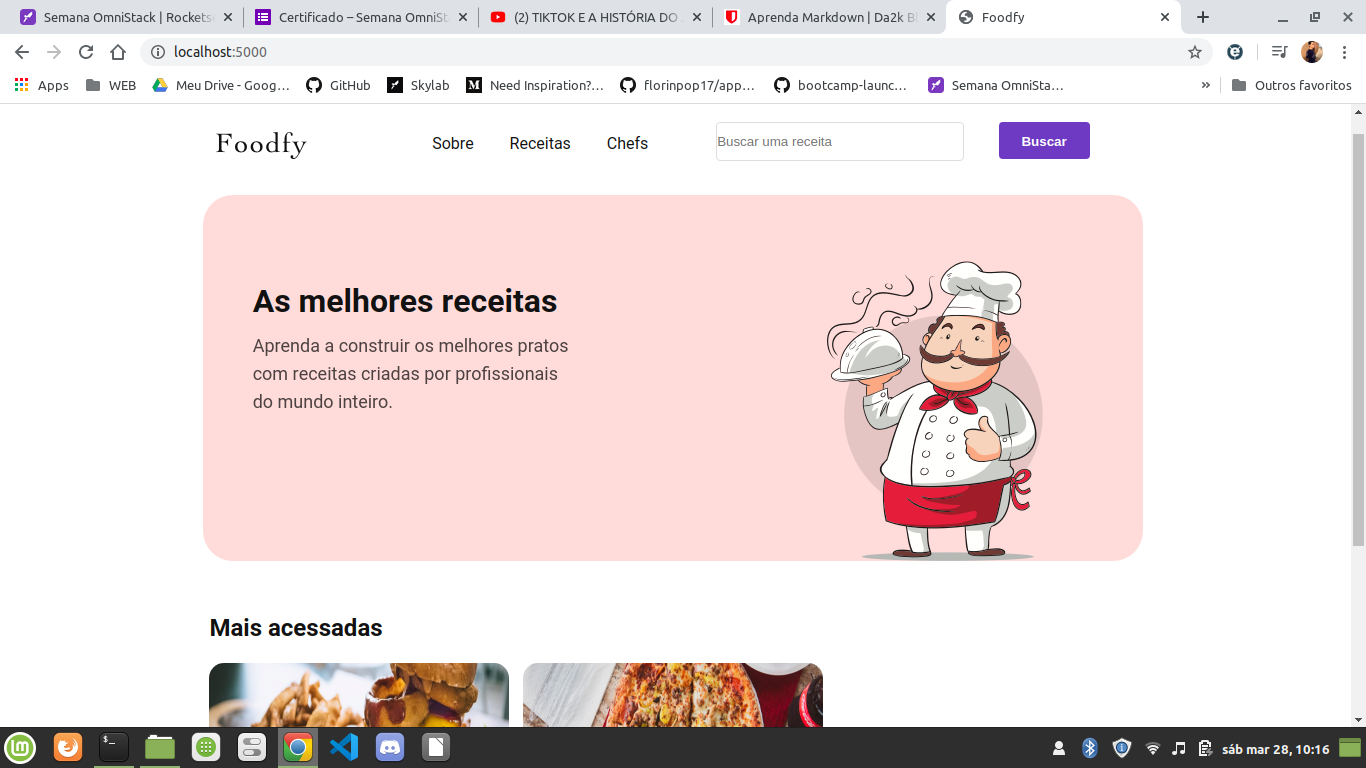 Semana OmniStack | Rocketse
Certificado – Semana OmniSt
(2) TIKTOK E A HISTÓRIA DO
Aprenda Markdown | Da2k Bl
Foodfy
localhost:5000
Apps
WEB
Meu Drive - Goog…
GitHub
Skylab
Need Inspiration?…
florinpop17/app…
bootcamp-launc…
Semana OmniSta…
»
Outros favoritos
Foodfy
Sobre
Receitas
Chefs
Buscar uma receita
Buscar
As melhores receitas
Aprenda a construir os melhores pratos
com receitas criadas por profissionais
do mundo inteiro.
Mais acessadas
sáb mar 28, 10:16